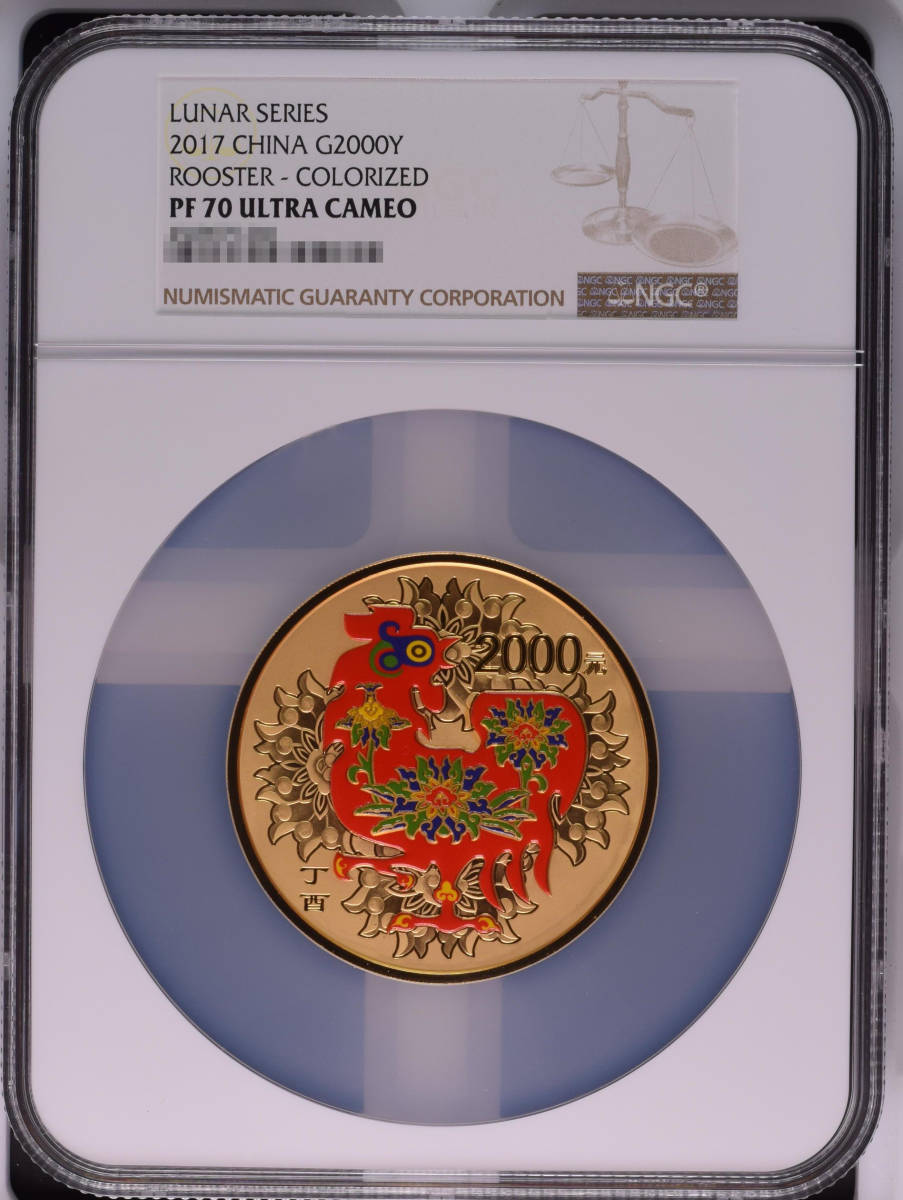 LUNAR SERIES
2017 CHINA G2000Y
ROOSTER - COLORIZED
PF 70 ULTRA CAMEO
NUMISMATIC GUARANTY CORPORATION
NGC®
2000元
丁
酉